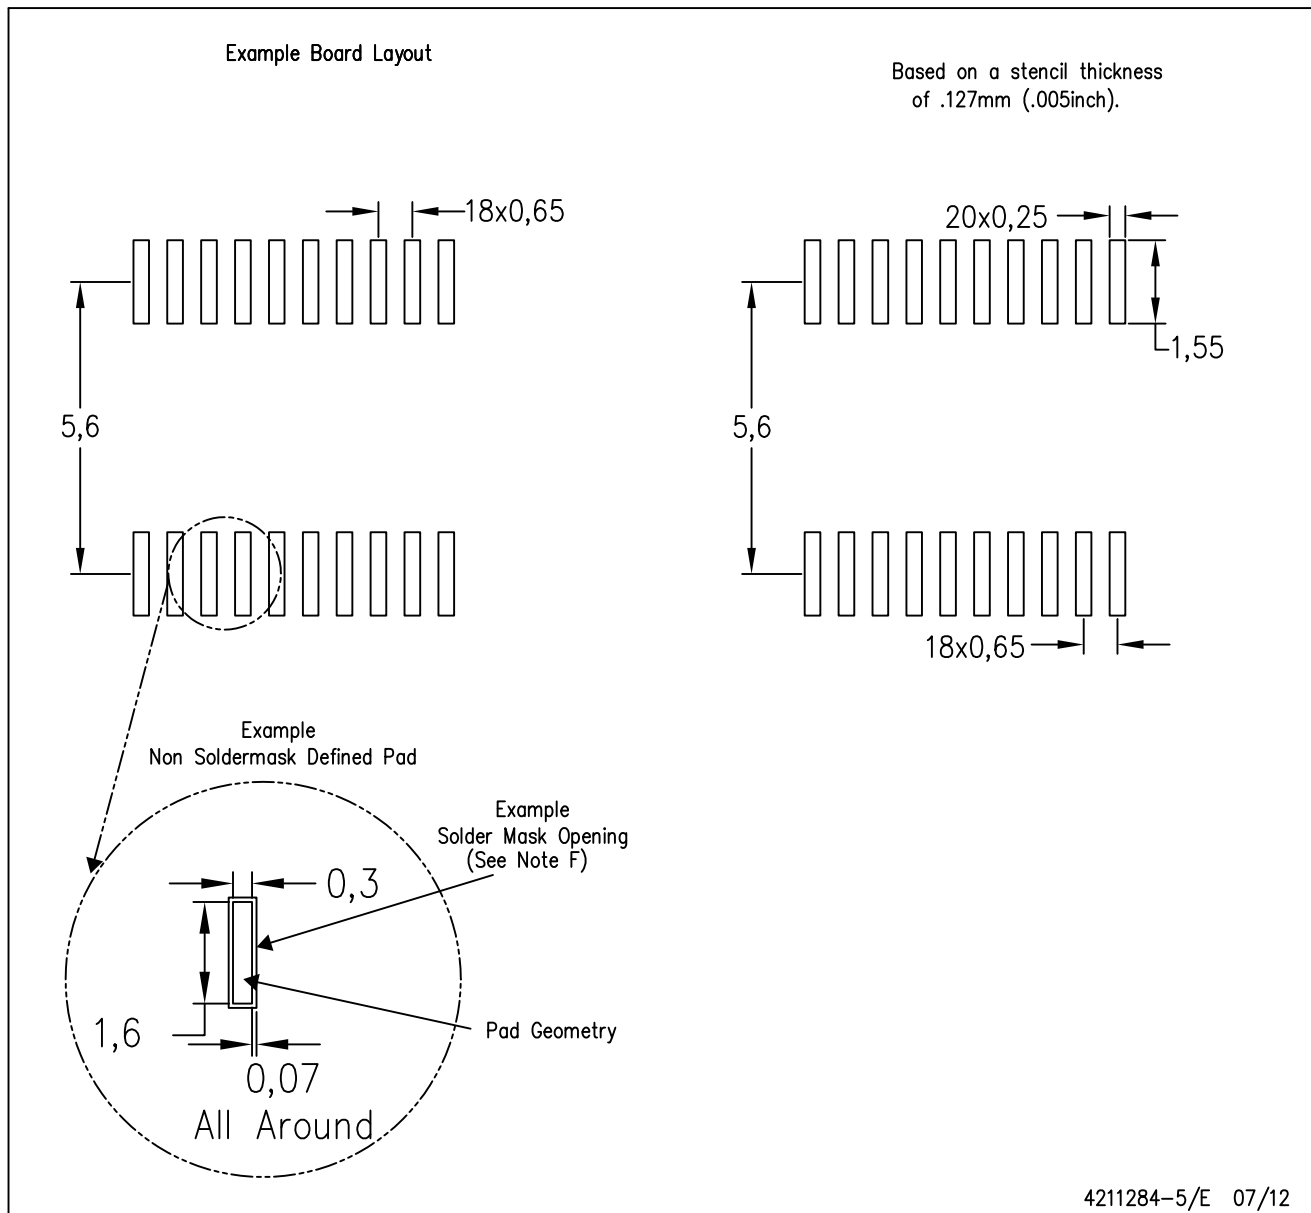 Example Board Layout
Based on a stencil thickness
of .127mm (.005inch).
18x0,65
20x0,25
1,55
5,6
5,6
18x0,65
Example
Non Soldermask Defined Pad
Example
Solder Mask Opening
(See Note F)
0,3
1,6
Pad Geometry
0,07
All Around
4211284-5/E 07/12